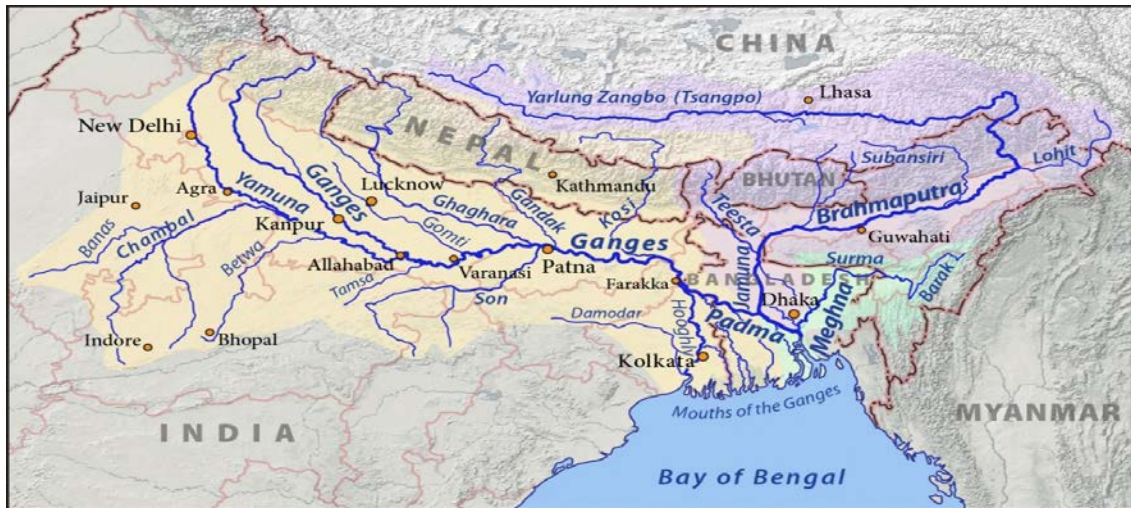 CHINA
Yarlung Zangbo (Tsangpo)
Lhasa
New Delhi
NEPAL
Subansiri
Lohit
BHUTAN
Kathmandu
Lucknow
Agra
Yamuna
Ganges
Jaipur
Ghaghara
Gandak
Kosi
Teesta
Brahmaputra
Banas
Chambal
Kanpur
Gomti
Guwahati
Betwa
Ganges
Surma
Allahabad
Varanasi
Patna
Tamsa
Farakka
BANGLADESH
Jamuna
Barak
Son
Dhaka
Meghna
Padma
Damodar
Hooghly
Indore
Bhopal
Kolkata
Mouths of the Ganges
MYANMAR
INDIA
Bay of Bengal